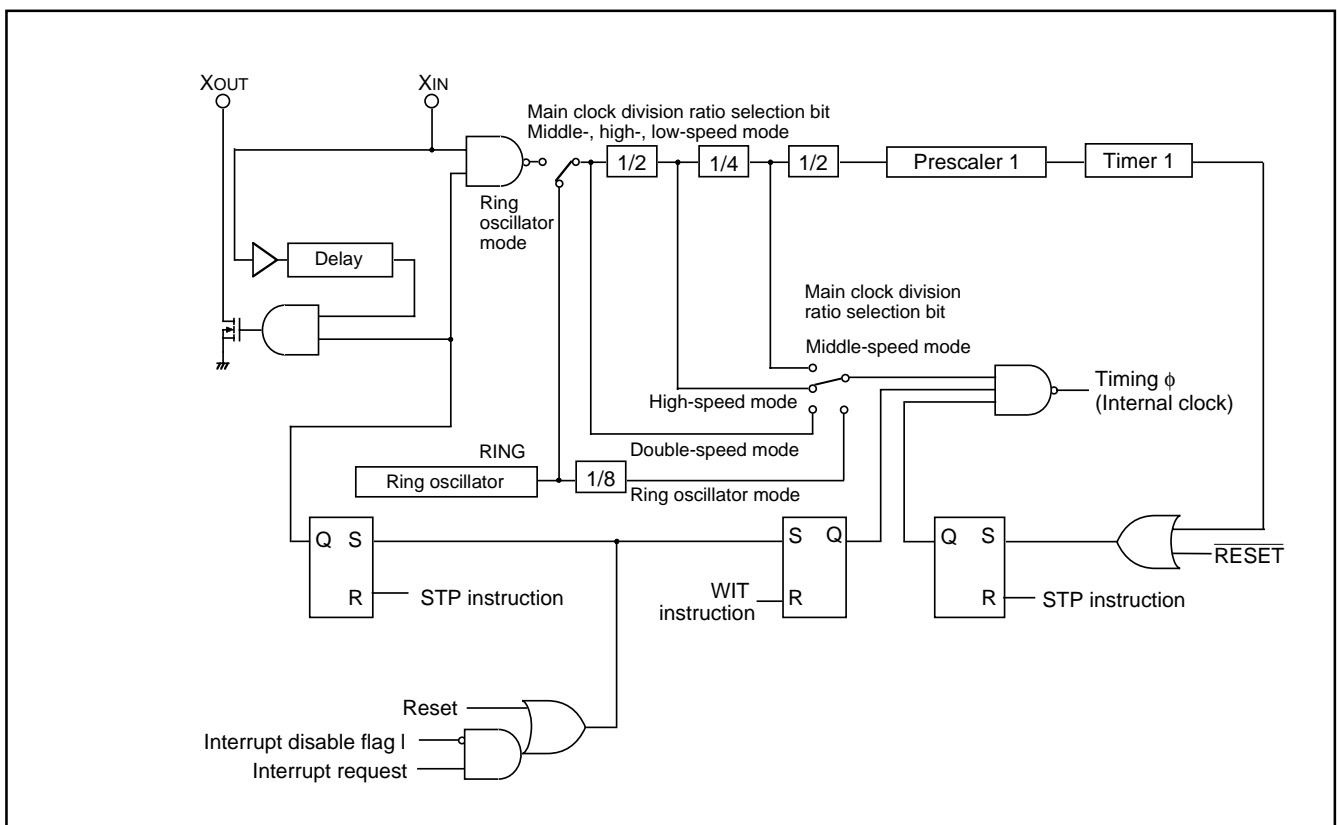 XOUT
XIN
Main clock division ratio selection bit
Middle-, high-, low-speed mode
1/2
1/4
1/2
Prescaler 1
Timer 1
Ring
oscillator
mode
Delay
Main clock division
ratio selection bit
Middle-speed mode
Timing ϕ
(Internal clock)
High-speed mode
Double-speed mode
RING
Ring oscillator
1/8
Ring oscillator mode
Q S
R
STP instruction
S Q
R
WIT
instruction
Q S
R
STP instruction
RESET
Reset
Interrupt disable flag I
Interrupt request